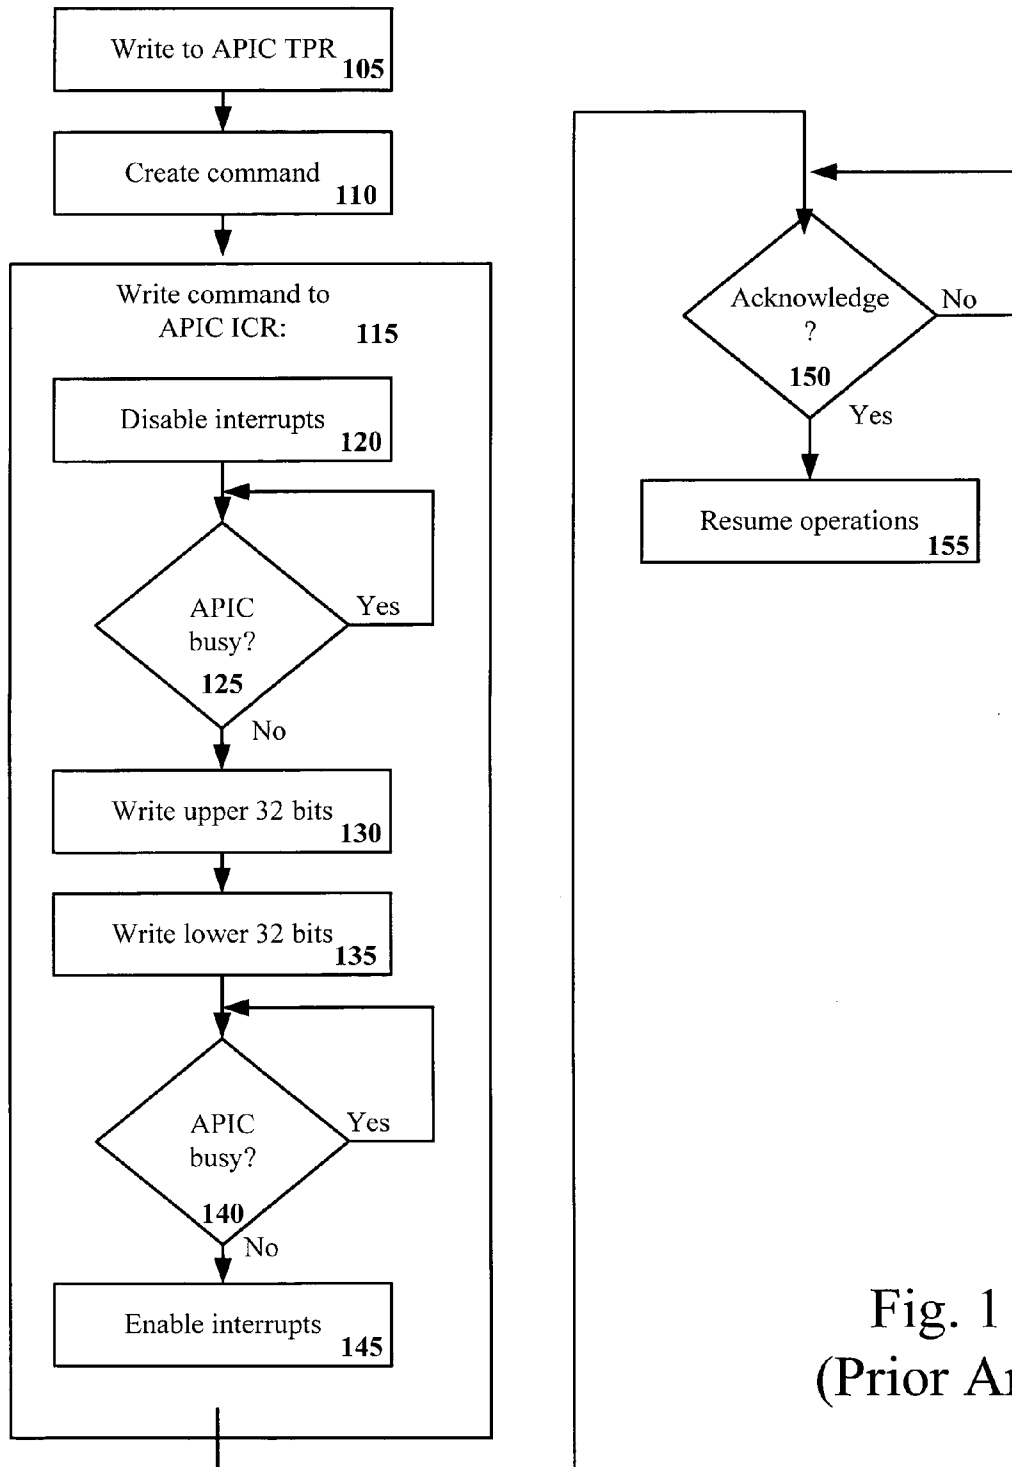 Write to APIC TPR
105
Create command
110
Write command to
APIC ICR:
115
Disable interrupts
120
APIC
busy?
125
Yes
No
Write upper 32 bits
130
Write lower 32 bits
135
APIC
busy?
140
Yes
No
Enable interrupts
145
Acknowledge
?
150
No
Yes
Resume operations
155
Fig. 1
(Prior